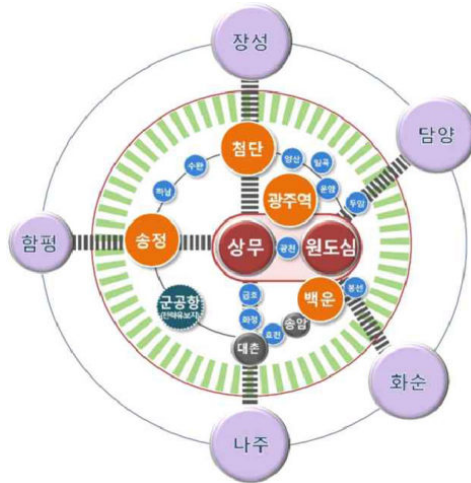 장성
담양
첨단
양산
일곡
수완
광주역
운암
하남
두암
함평
송정
상무
광천
원도심
백운
봉선
군공항
(전략유보지)
금호
화정
효천
송암
대촌
화순
나주